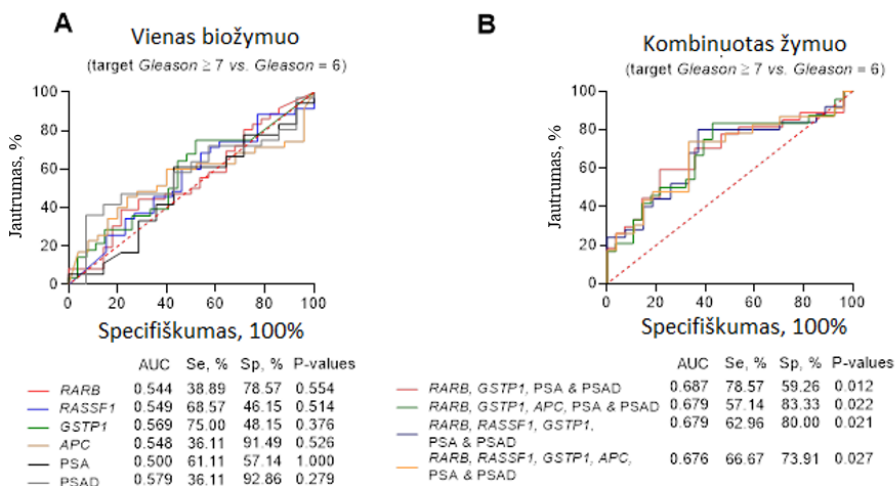 A
Vienas biožymuo
(target Gleason ≥ 7 vs. Gleason = 6)
Jautrumas, %
100
80
60
40
20
0
0 20 40 60 80 100
Specifiškumas, 100%
AUC Se, % Sp, % P-values
RARB 0.544 38.89 78.57 0.554
RASSF1 0.549 68.57 46.15 0.514
GSTP1 0.569 75.00 48.15 0.376
APC 0.548 36.11 91.49 0.526
PSA 0.500 61.11 57.14 1.000
PSAD 0.579 36.11 92.86 0.279
B
Kombinuotas žymuo
(target Gleason ≥ 7 vs. Gleason = 6)
Jautrumas, %
100
80
60
40
20
0
0 20 40 60 80 100
Specifiškumas, 100%
AUC Se, % Sp, % P-values
RARB, GSTP1, PSA & PSAD 0.687 78.57 59.26 0.012
RARB, GSTP1, APC, PSA & PSAD 0.679 57.14 83.33 0.022
RARB, RASSF1, GSTP1, 0.679 62.96 80.00 0.021
PSA & PSAD
RARB, RASSF1, GSTP1, APC, 0.676 66.67 73.91 0.027
PSA & PSAD